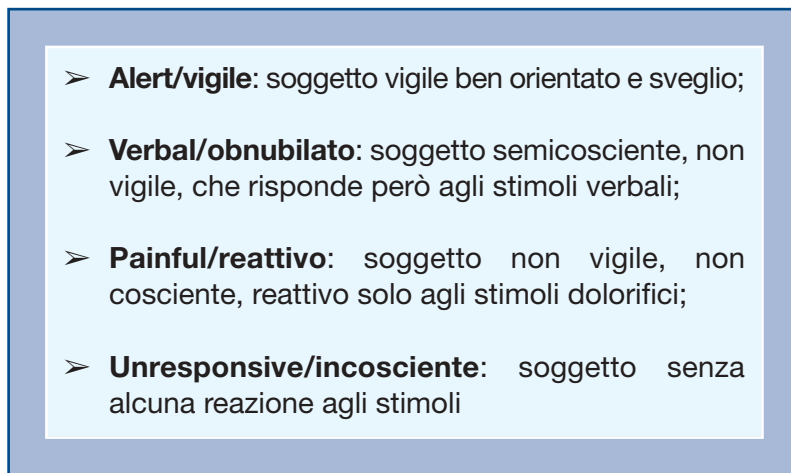 ➢ Alert/vigile: soggetto vigile ben orientato e sveglio;
➢ Verbal/obnubilato: soggetto semicosciente, non
vigile, che risponde però agli stimoli verbali;
➢ Painful/reattivo: soggetto non vigile, non
cosciente, reattivo solo agli stimoli dolorifici;
➢ Unresponsive/incosciente: soggetto senza
alcuna reazione agli stimoli